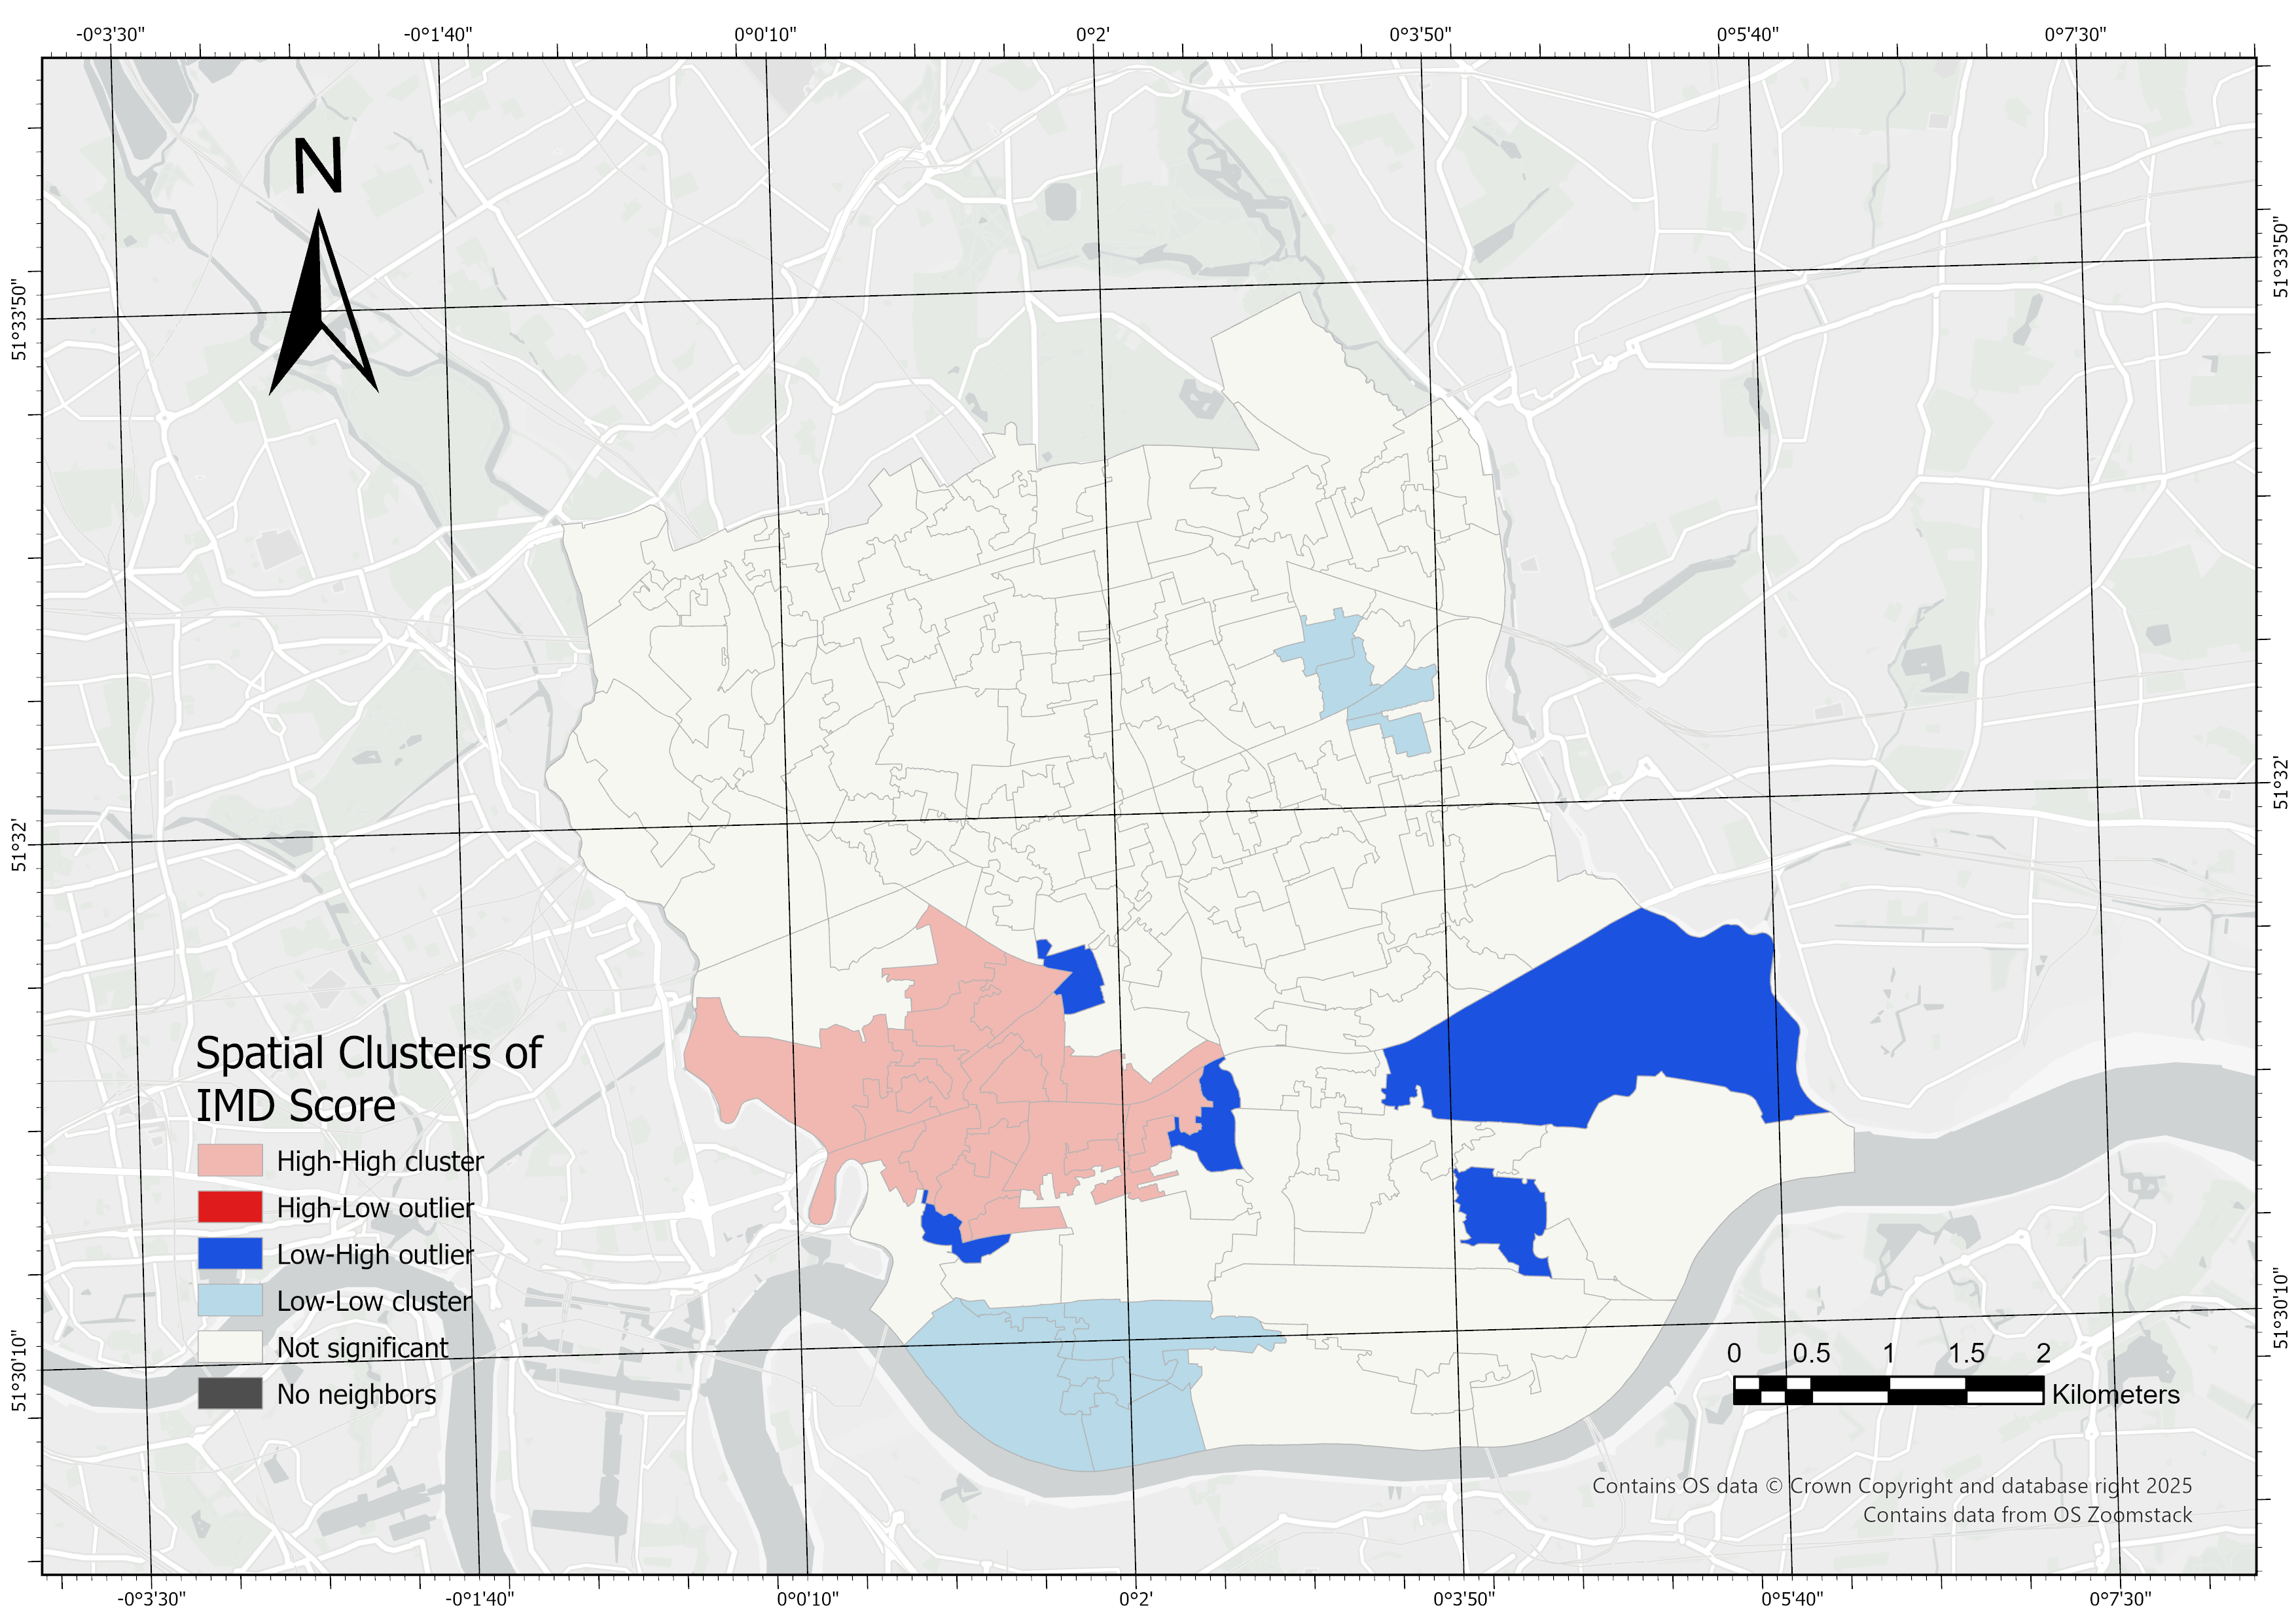 -0°3'30" -0°1'40" 0°0'10" 0°2' 0°3'50" 0°5'40" 0°7'30"
N
51°33'50" 51°33'50"
51°32' 51°32'
Spatial Clusters of
IMD Score
High-High cluster
High-Low outlier
Low-High outlier
Low-Low cluster
Not significant
No neighbors
51°30'10" 51°30'10"
0 0.5 1 1.5 2
Kilometers
Contains OS data © Crown Copyright and database right 2025
Contains data from OS Zoomstack
-0°3'30" -0°1'40" 0°0'10" 0°2' 0°3'50" 0°5'40" 0°7'30"